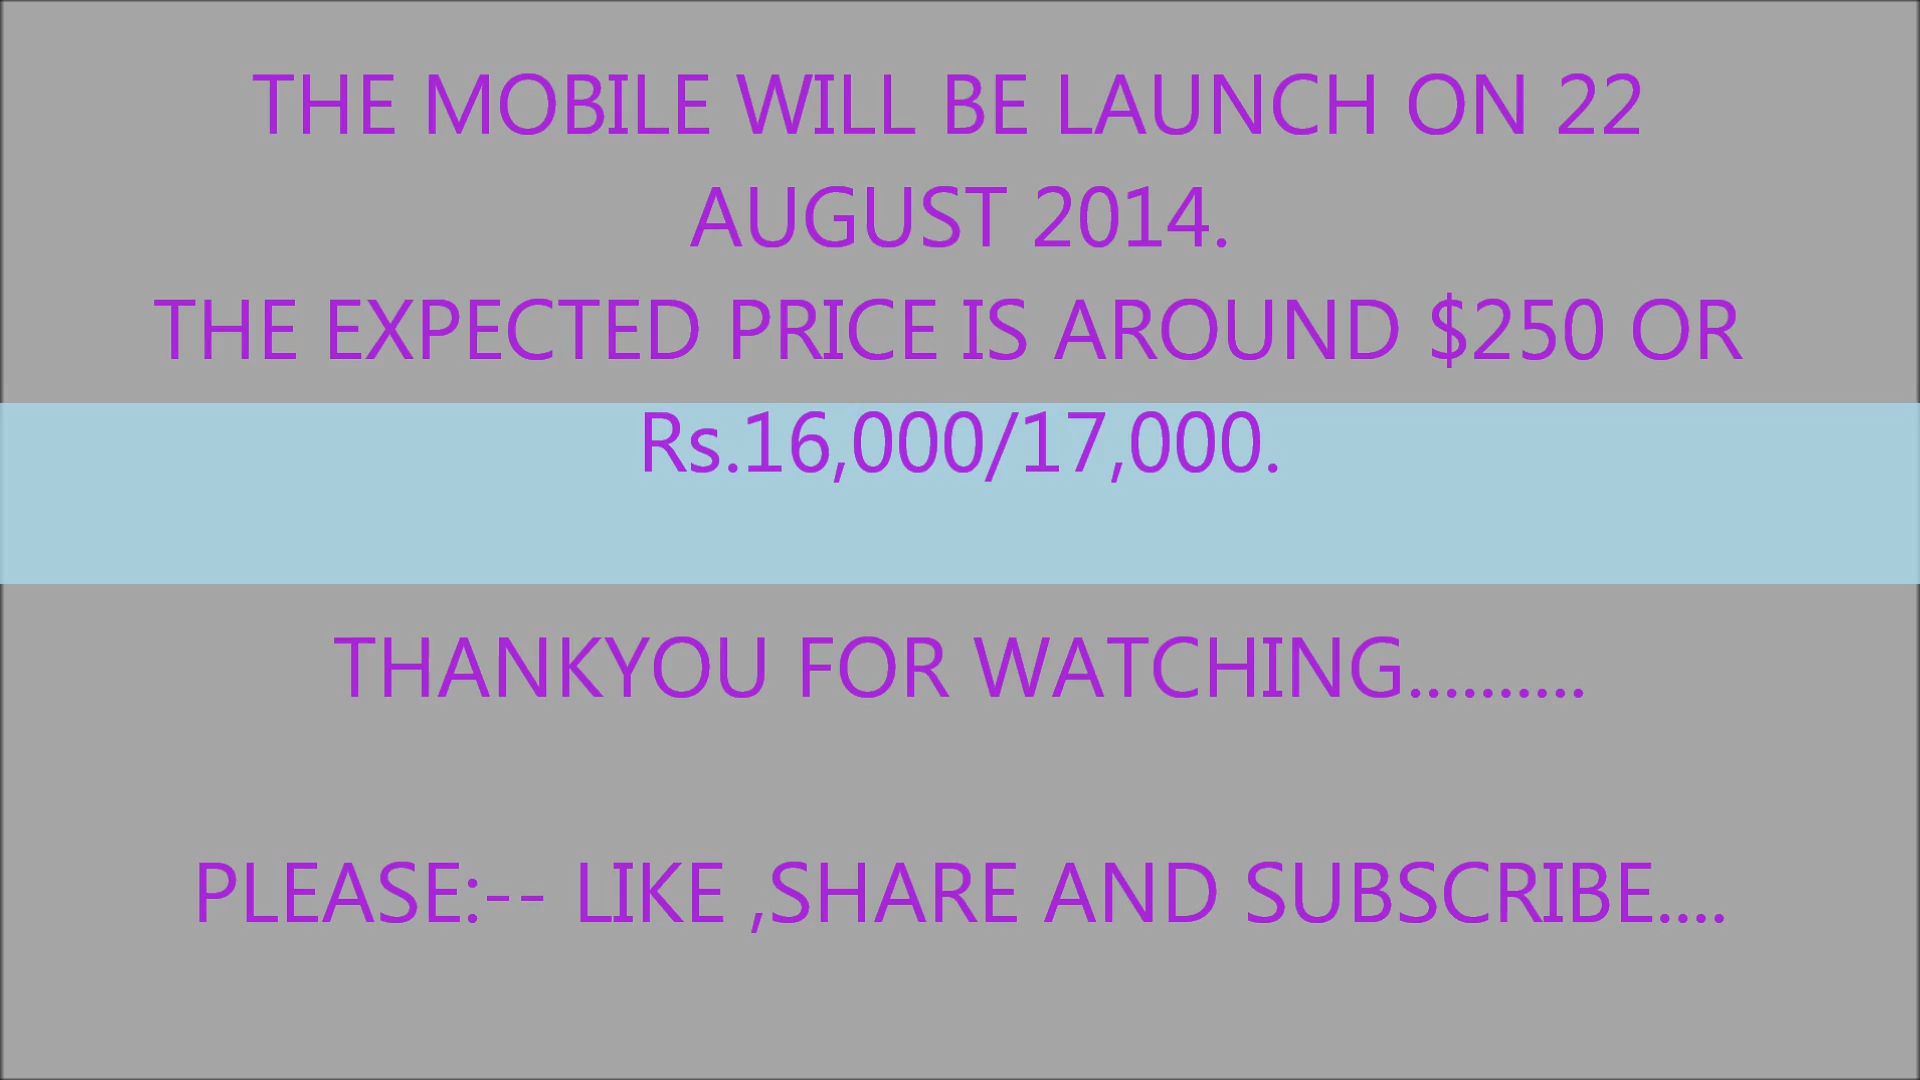 THE MOBILE WILL BE LAUNCH ON 22
AUGUST 2014.
THE EXPECTED PRICE IS AROUND $250 OR
Rs.16,000/17,000.
THANKYOU FOR WATCHING..........
PLEASE:-- LIKE ,SHARE AND SUBSCRIBE....